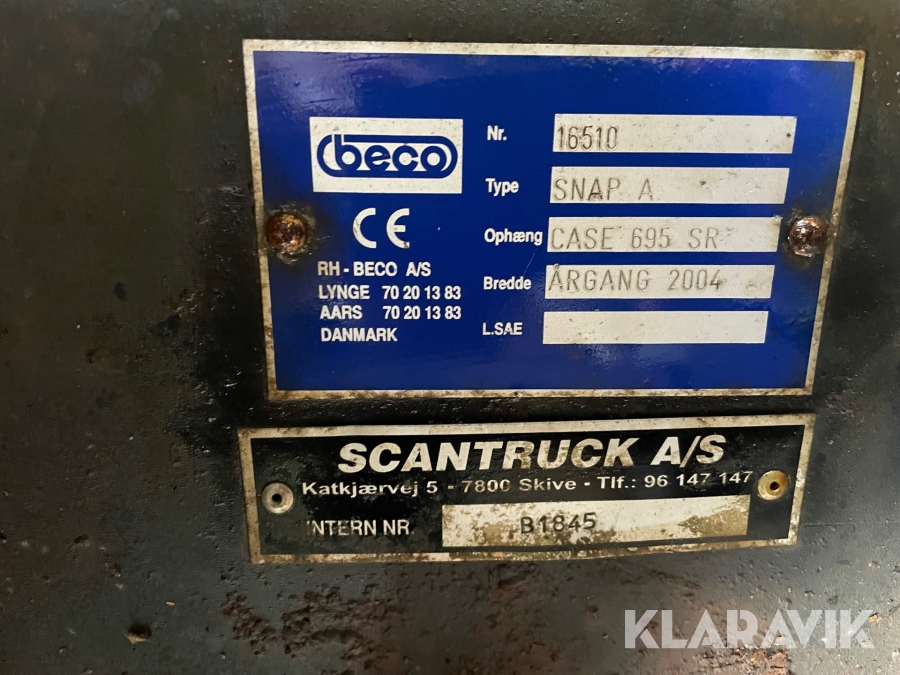 beco
CE
RH - BECO A/S
LYNGE 70 20 13 83
AARS 70 20 13 83
DANMARK
Nr. 16510
Type SNAP A
Ophæng CASE 695 SR
Bredde ÅRGANG 2004
L.SAE
SCANTRUCK A/S
Katkjærvej 5 - 7800 Skive - Tlf.: 96 147 147
INTERN NR B1845
KLARAVIK